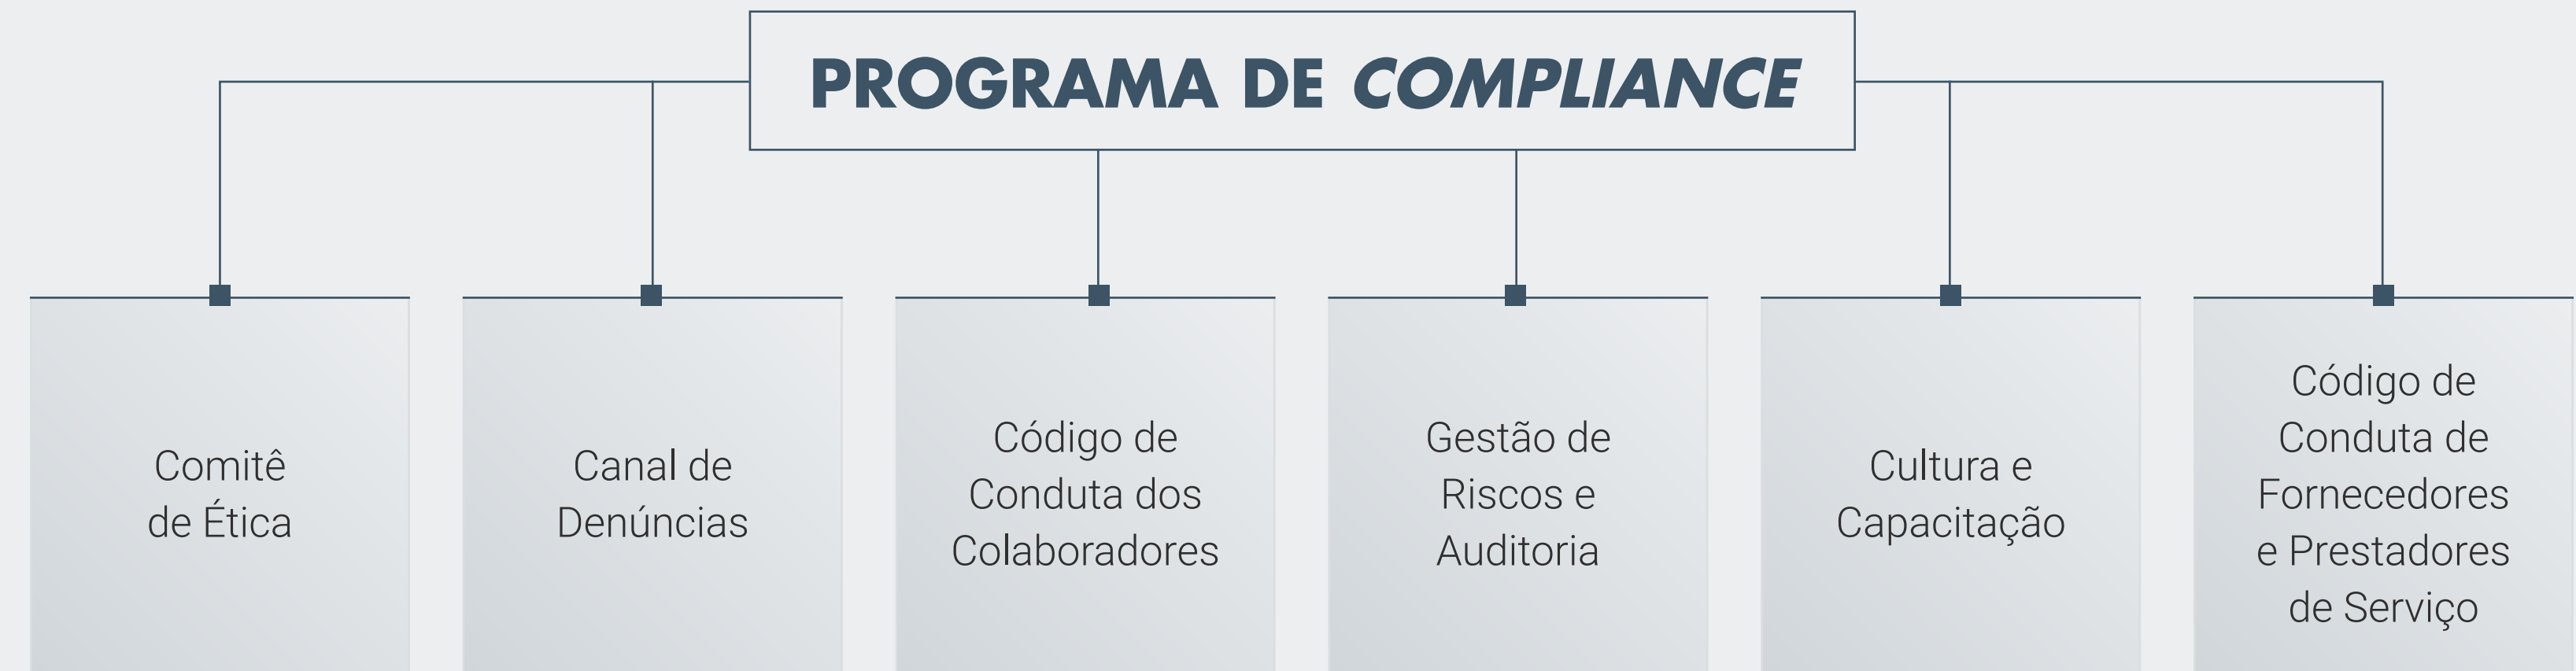 PROGRAMA DE COMPLIANCE
Comitê
de Ética
Canal de
Denúncias
Código de
Conduta dos
Colaboradores
Gestão de
Riscos e
Auditoria
Cultura e
Capacitação
Código de
Conduta de
Fornecedores
e Prestadores
de Serviço